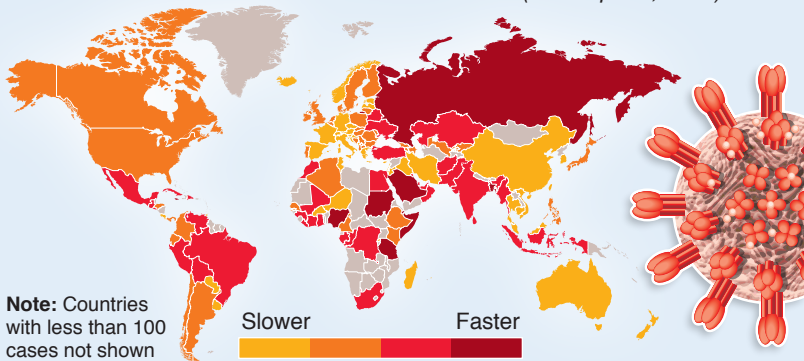 Note: Countries
with less than 100
cases not shown
Slower Faster